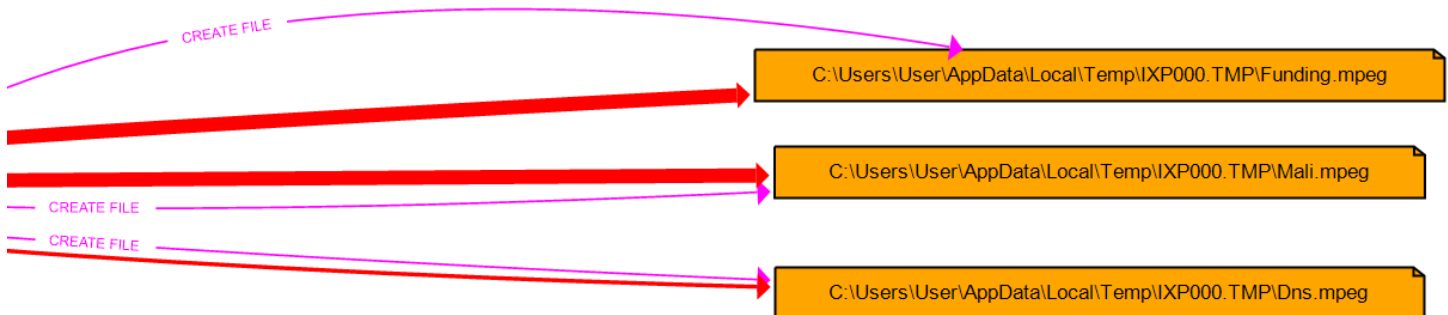 CREATE FILE
C:\Users\User\AppData\Local\Temp\IXP000.TMP\Funding.mpeg
C:\Users\User\AppData\Local\Temp\IXP000.TMP\Mali.mpeg
CREATE FILE
CREATE FILE
C:\Users\User\AppData\Local\Temp\IXP000.TMP\Dns.mpeg